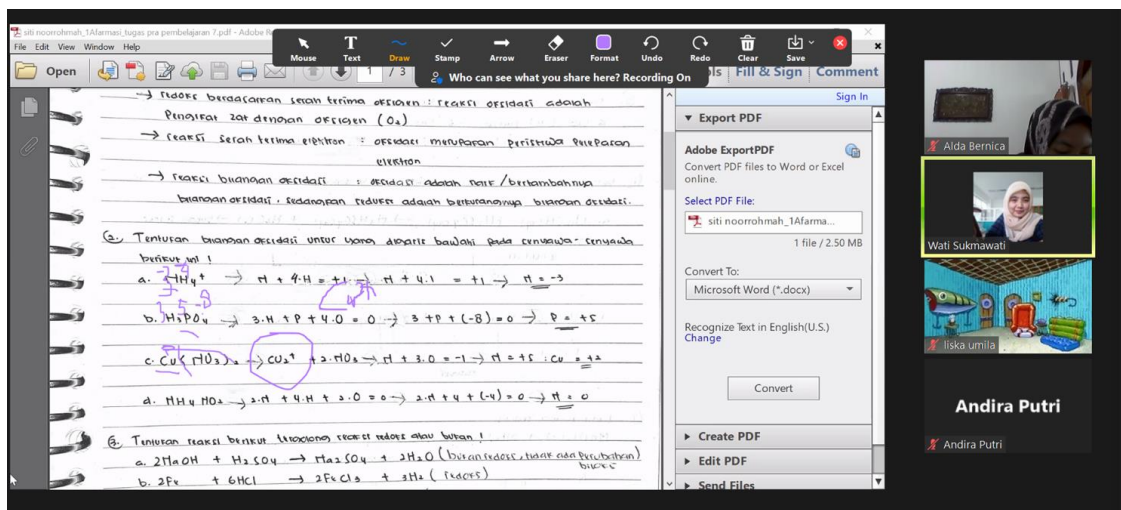 siti noorrohmah_1Afarmasi_tugas pra pembelajaran 7.pdf - Adobe Re
File Edit View Window Help
Mouse Text Draw Stamp Arrow Eraser Format Undo Redo Clear Save
Open 1 / 3 Who can see what you share here? Recording On Fill & Sign Comment
→ redoks berdasarkan serah terima oksigen : reaksi oksidasi adalah
Pengikat zat dengan oksigen (O₂)
→ reaksi serah terima elektron : oksidasi merupakan peristiwa pelepasan
elektron
→ reaksi bilangan oksidasi : oksidasi adalah naik / bertambahnya
bilangan oksidasi. sedangkan reduksi adalah berkurangnya bilangan oksidasi.
2. Tentukan bilangan oksidasi untuk yang digaris bawahi pada senyawa-senyawa
berikut ini !
a. NH₄⁺ → N + 4.H = +1 → N + 4.1 = +1 → N = -3
b. H₃PO₄ → 3.H + P + 4.O = 0 → 3 + P + (-8) = 0 → P = +5
c. Cu(NO₃)₂ → Cu₂⁺ + 2.NO₃ → N + 3.O = -1 → N = +5 : Cu = +2
d. NH₄NO₂ → 2.N + 4.H + 2.O = 0 → 2.N + 4 + (-4) = 0 → N = 0
3. Tentukan reaksi berikut tergolong reaksi redoks atau bukan !
a. 2NaOH + H₂SO₄ → Na₂SO₄ + 2H₂O (bukan redoks, tidak ada perubahan)
biloks
b. 2Fe + 6HCl → 2FeCl₃ + 3H₂ (redoks)
Sign In
Export PDF
Adobe ExportPDF
Convert PDF files to Word or Excel
online.
Select PDF File:
siti noorrohmah_1Afarma...
1 file / 2.50 MB
Convert To:
Microsoft Word (*.docx)
Recognize Text in English(U.S.)
Change
Convert
Create PDF
Edit PDF
Send Files
Alda Bernica
Wati Sukmawati
liska umila
Andira Putri
Andira Putri